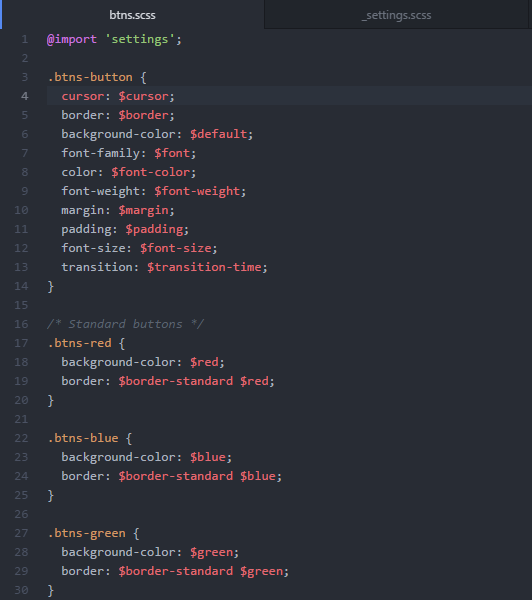 btns.scss
_settings.scss
1 @import 'settings';
2
3 .btns-button {
4 cursor: $cursor;
5 border: $border;
6 background-color: $default;
7 font-family: $font;
8 color: $font-color;
9 font-weight: $font-weight;
10 margin: $margin;
11 padding: $padding;
12 font-size: $font-size;
13 transition: $transition-time;
14 }
15
16 /* Standard buttons */
17 .btns-red {
18 background-color: $red;
19 border: $border-standard $red;
20 }
21
22 .btns-blue {
23 background-color: $blue;
24 border: $border-standard $blue;
25 }
26
27 .btns-green {
28 background-color: $green;
29 border: $border-standard $green;
30 }